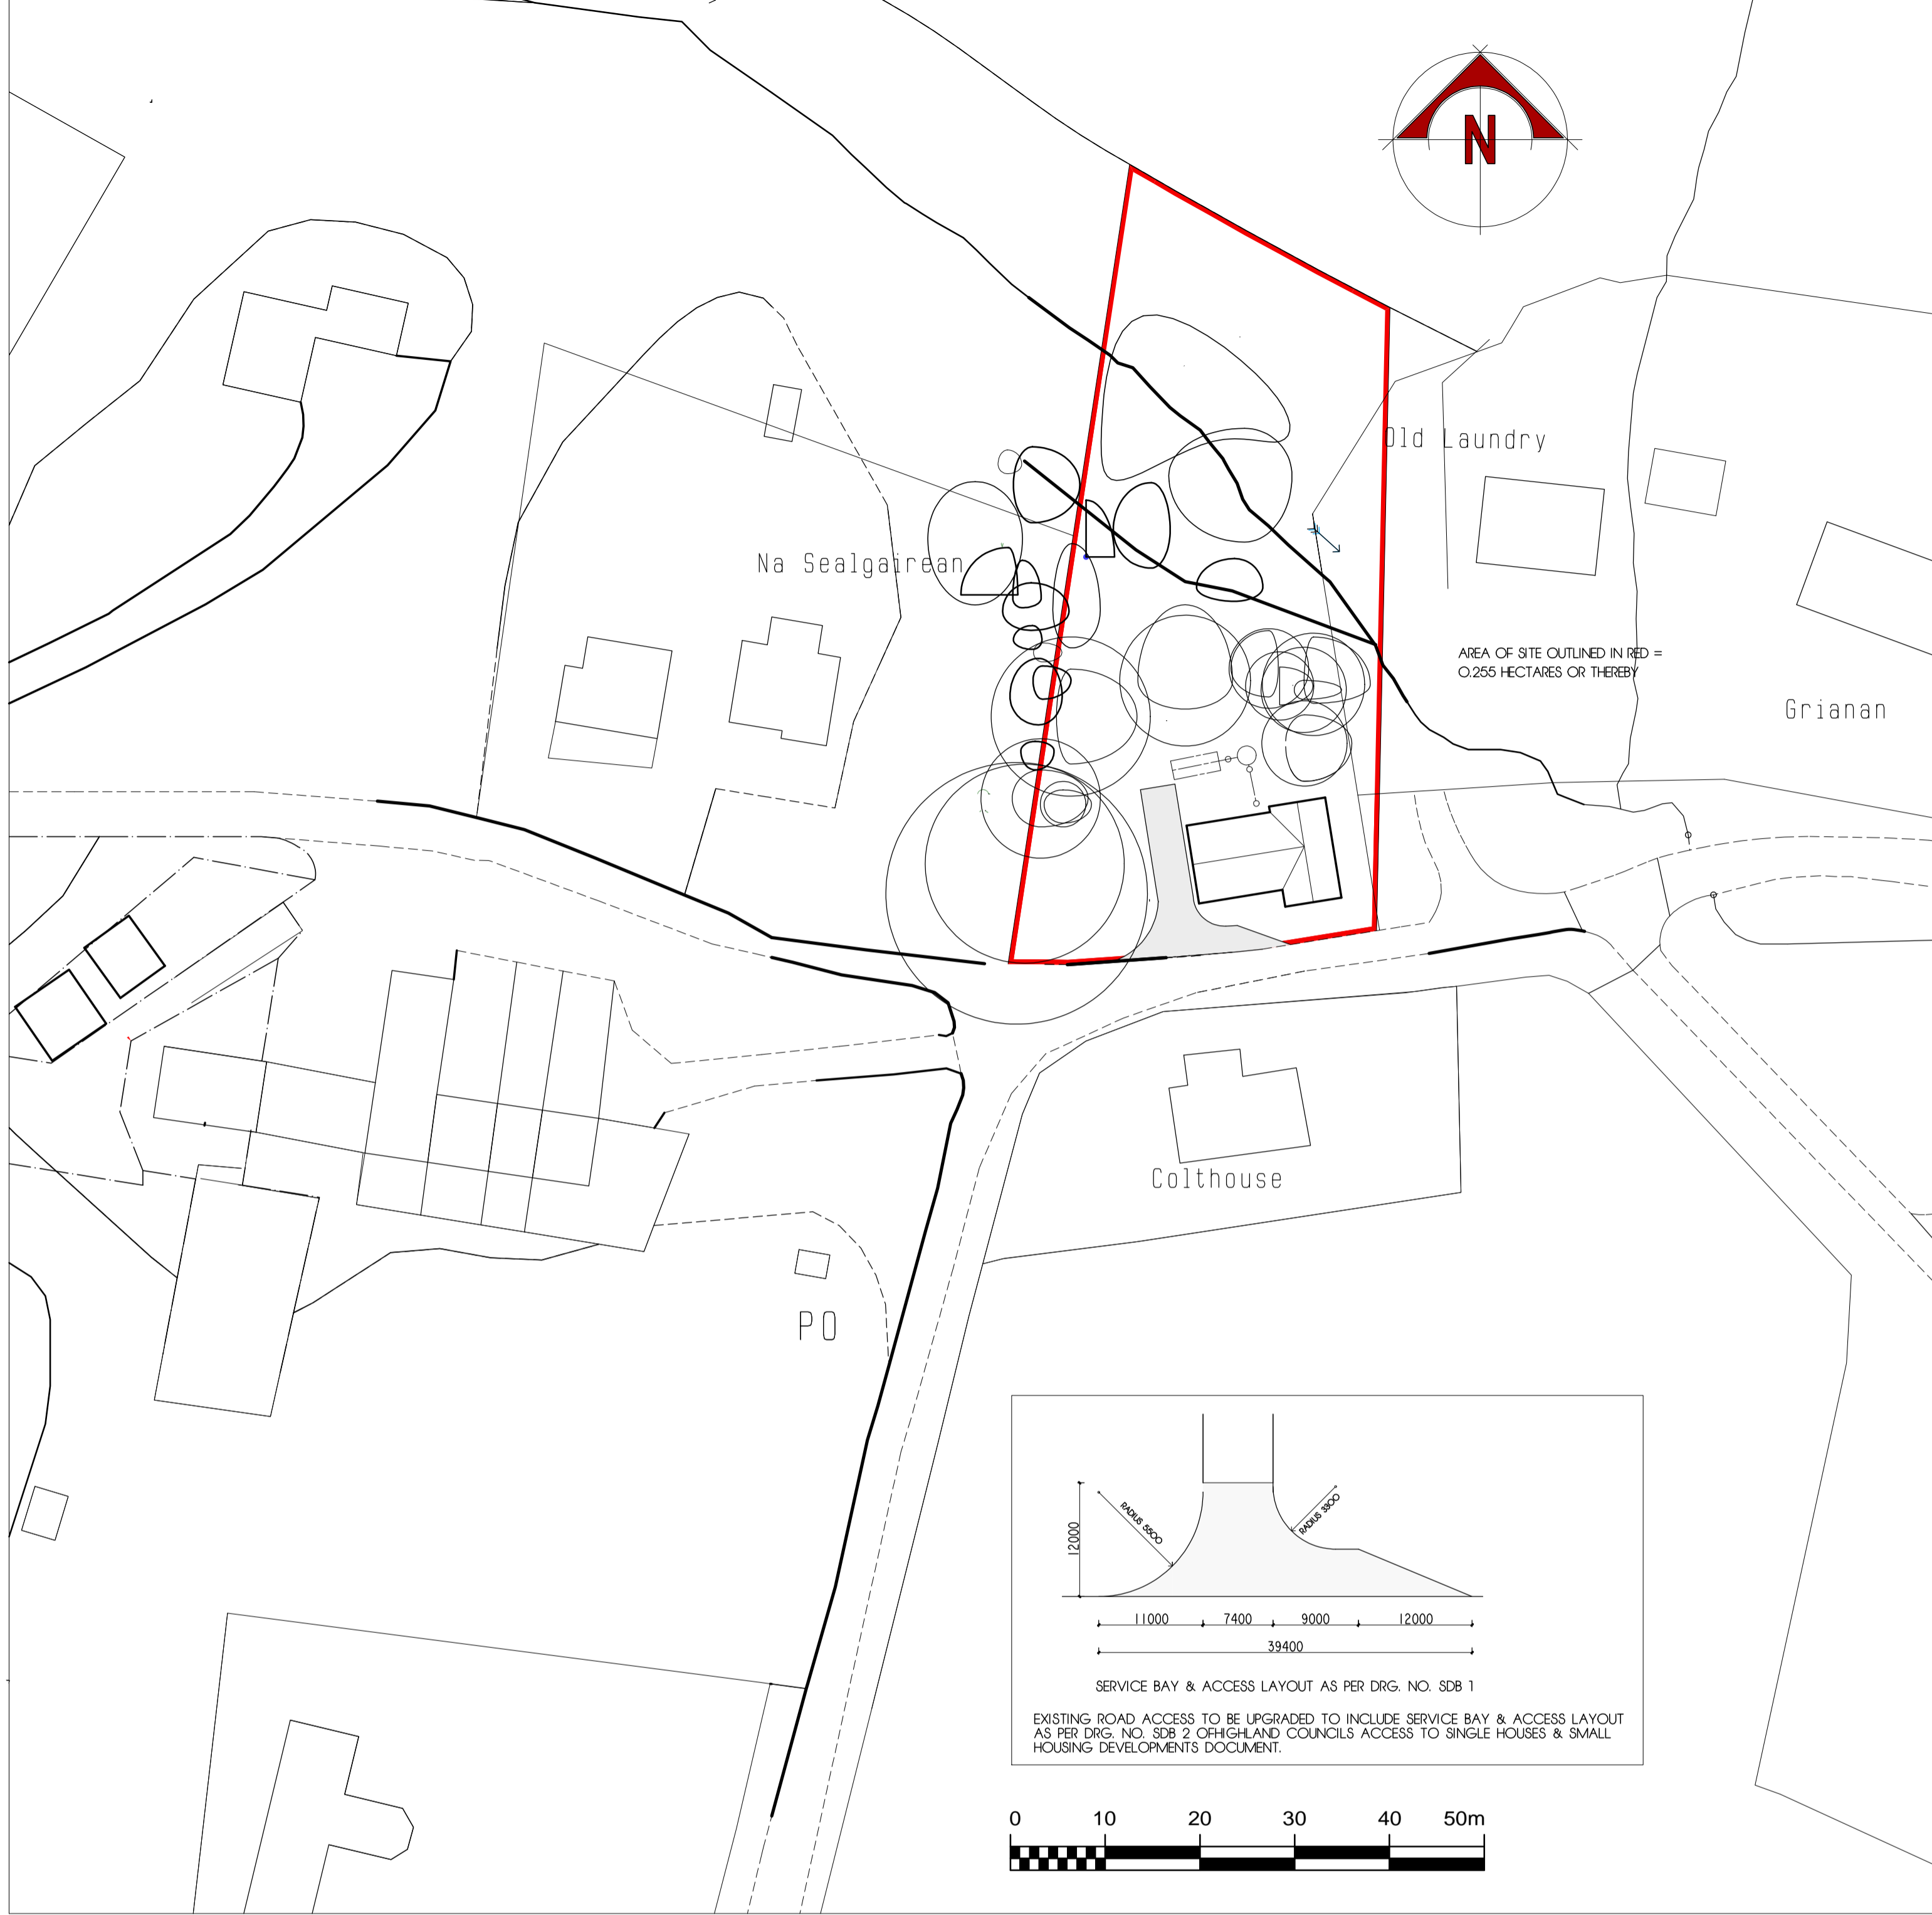 N
Old Laundry
Na Sealgairean
AREA OF SITE OUTLINED IN RED =
0.255 HECTARES OR THEREBY
Grianan
Colthouse
PO
RADIUS 5500
RADIUS 3300
12000
11000 7400 9000 12000
39400
SERVICE BAY & ACCESS LAYOUT AS PER DRG. NO. SDB 1
EXISTING ROAD ACCESS TO BE UPGRADED TO INCLUDE SERVICE BAY & ACCESS LAYOUT
AS PER DRG. NO. SDB 2 OFHIGHLAND COUNCILS ACCESS TO SINGLE HOUSES & SMALL
HOUSING DEVELOPMENTS DOCUMENT.
0 10 20 30 40 50m